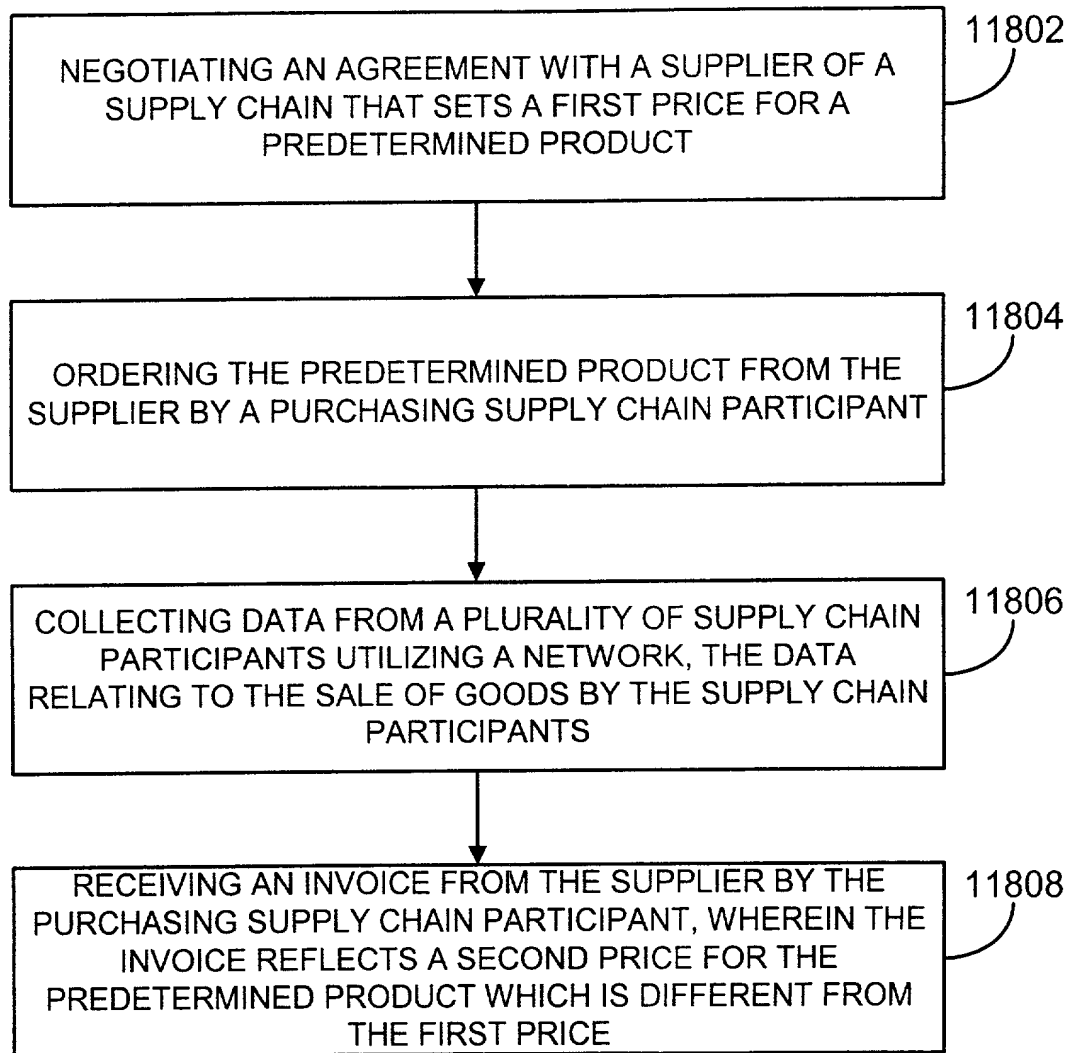 11802
NEGOTIATING AN AGREEMENT WITH A SUPPLIER OF A
SUPPLY CHAIN THAT SETS A FIRST PRICE FOR A
PREDETERMINED PRODUCT
11804
ORDERING THE PREDETERMINED PRODUCT FROM THE
SUPPLIER BY A PURCHASING SUPPLY CHAIN PARTICIPANT
11806
COLLECTING DATA FROM A PLURALITY OF SUPPLY CHAIN
PARTICIPANTS UTILIZING A NETWORK, THE DATA
RELATING TO THE SALE OF GOODS BY THE SUPPLY CHAIN
PARTICIPANTS
11808
RECEIVING AN INVOICE FROM THE SUPPLIER BY THE
PURCHASING SUPPLY CHAIN PARTICIPANT, WHEREIN THE
INVOICE REFLECTS A SECOND PRICE FOR THE
PREDETERMINED PRODUCT WHICH IS DIFFERENT FROM
THE FIRST PRICE